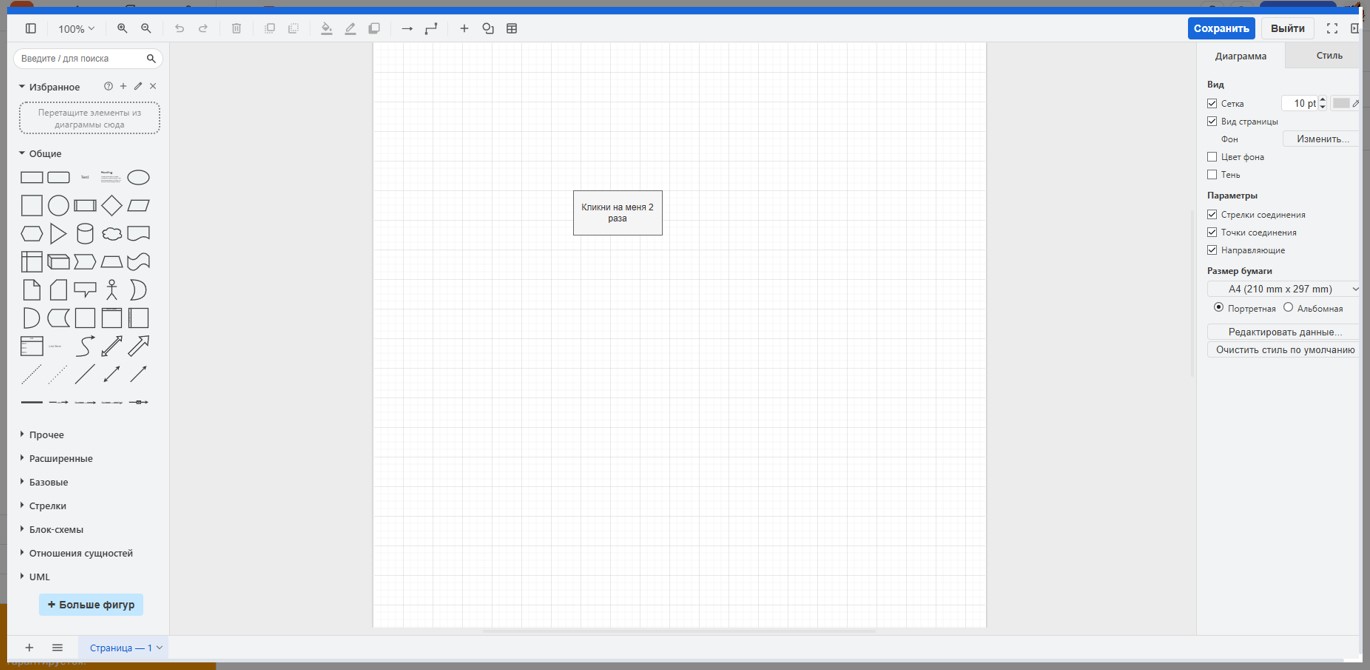 100%
Сохранить
Выйти
Введите / для поиска
Избранное
Перетащите элементы из
диаграммы сюда
Общие
Прочее
Расширенные
Базовые
Стрелки
Блок-схемы
Отношения сущностей
UML
+ Больше фигур
Страница — 1
Кликни на меня 2
раза
Диаграмма
Стиль
Вид
Сетка
10 pt
Вид страницы
Фон
Изменить...
Цвет фона
Тень
Параметры
Стрелки соединения
Точки соединения
Направляющие
Размер бумаги
A4 (210 mm x 297 mm)
Портретная
Альбомная
Редактировать данные...
Очистить стиль по умолчанию